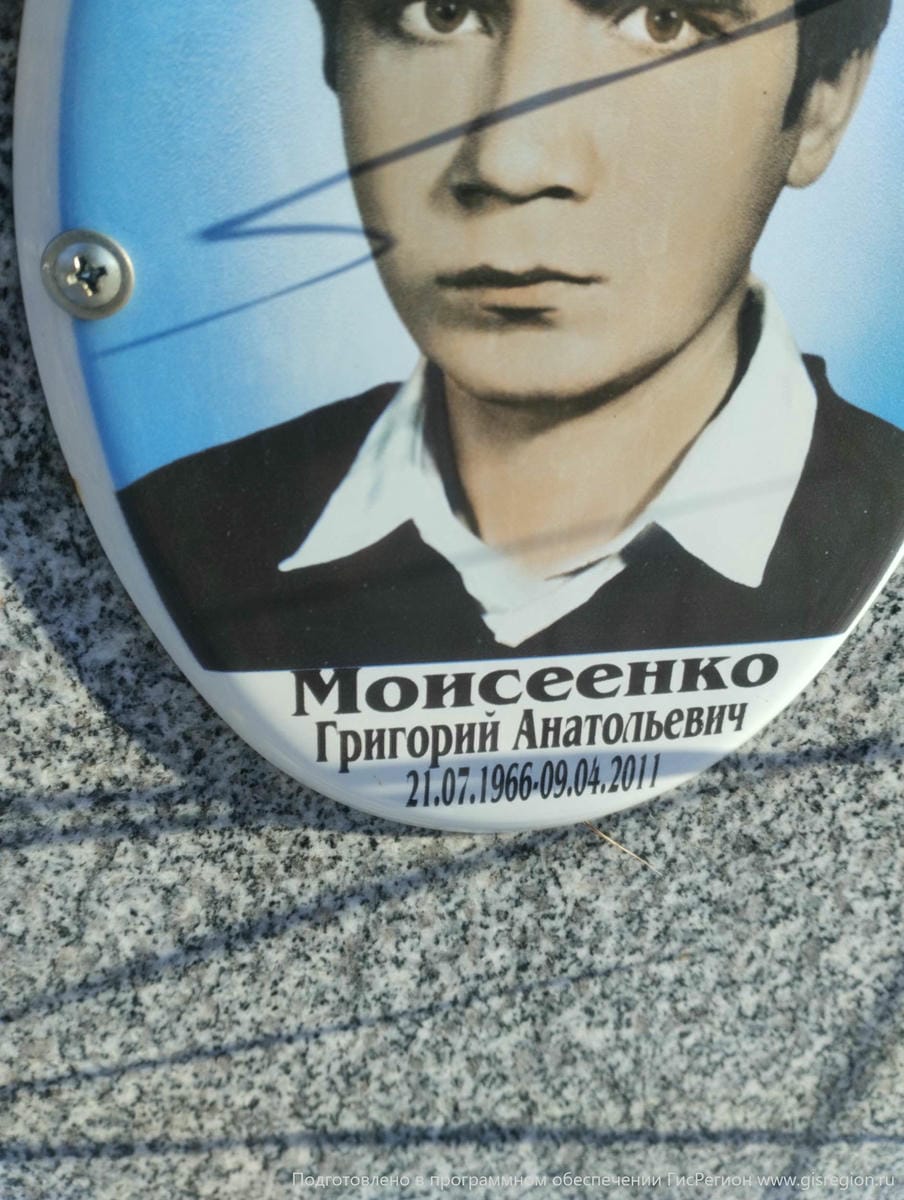 Моисеенко
Григорий Анатольевич
21.07.1966-09.04.2011
Подготовлено в программном обеспечении ГисРегион www.gisregion.ru